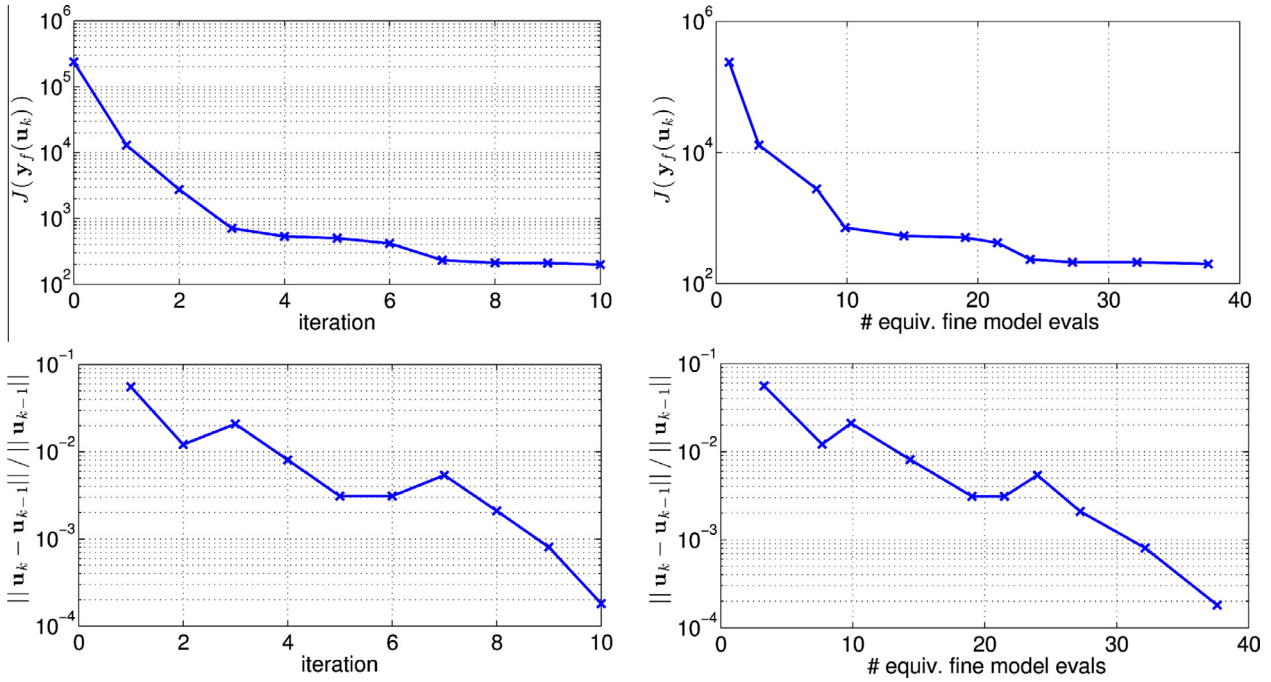 10^6
10^5
10^4
10^3
10^2
J(y_f(u_k))
0 2 4 6 8 10
iteration
10^6
10^4
10^2
J(y_f(u_k))
0 10 20 30 40
# equiv. fine model evals
10^-1
10^-2
10^-3
10^-4
|| u_k − u_{k−1} || / || u_{k−1} ||
0 2 4 6 8 10
iteration
10^-1
10^-2
10^-3
10^-4
|| u_k − u_{k−1} || / || u_{k−1} ||
0 10 20 30 40
# equiv. fine model evals